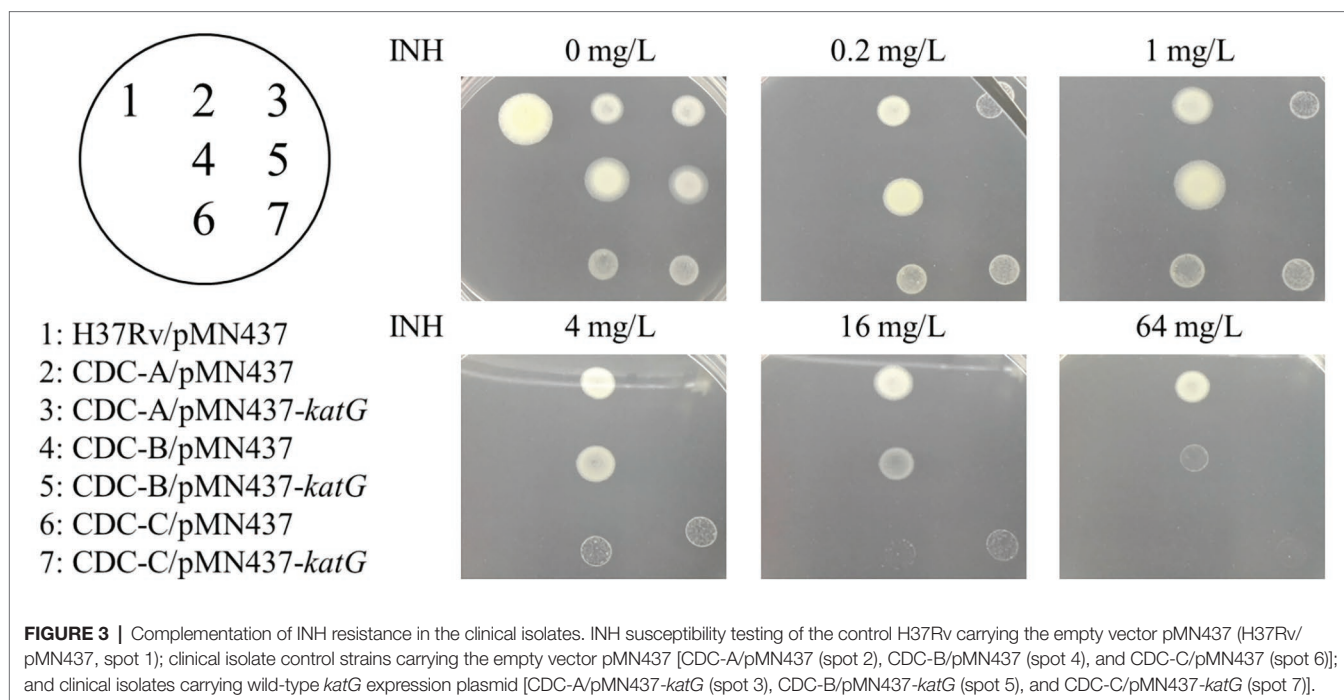 INH 0 mg/L 0.2 mg/L 1 mg/L
1 2 3
4 5
6 7
INH 4 mg/L 16 mg/L 64 mg/L
1: H37Rv/pMN437
2: CDC-A/pMN437
3: CDC-A/pMN437-katG
4: CDC-B/pMN437
5: CDC-B/pMN437-katG
6: CDC-C/pMN437
7: CDC-C/pMN437-katG
FIGURE 3 | Complementation of INH resistance in the clinical isolates. INH susceptibility testing of the control H37Rv carrying the empty vector pMN437 (H37Rv/
pMN437, spot 1); clinical isolate control strains carrying the empty vector pMN437 [CDC-A/pMN437 (spot 2), CDC-B/pMN437 (spot 4), and CDC-C/pMN437 (spot 6)];
and clinical isolates carrying wild-type katG expression plasmid [CDC-A/pMN437-katG (spot 3), CDC-B/pMN437-katG (spot 5), and CDC-C/pMN437-katG (spot 7)].